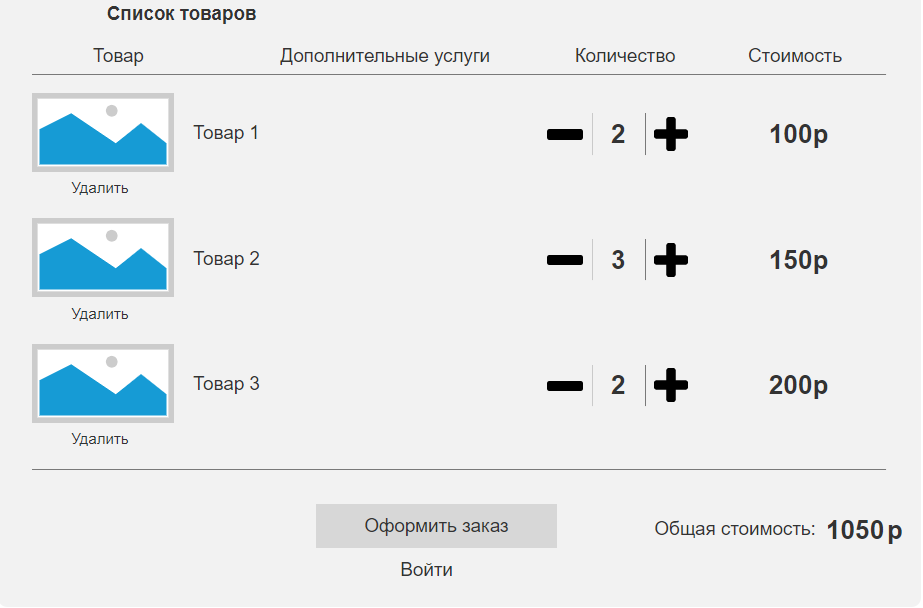 Список товаров
Товар Дополнительные услуги Количество Стоимость
Товар 1 2 100р
Удалить
Товар 2 3 150р
Удалить
Товар 3 2 200р
Удалить
Оформить заказ Общая стоимость: 1050 р
Войти